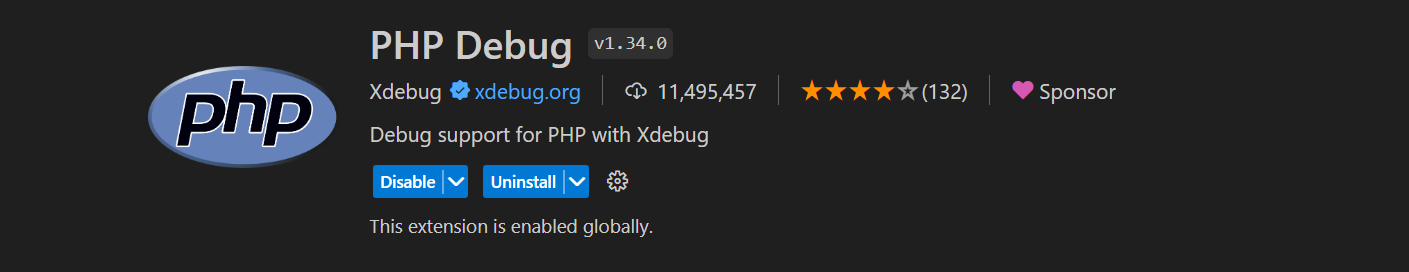 php
PHP Debug v1.34.0
Xdebug xdebug.org 11,495,457 (132) Sponsor
Debug support for PHP with Xdebug
Disable Uninstall
This extension is enabled globally.